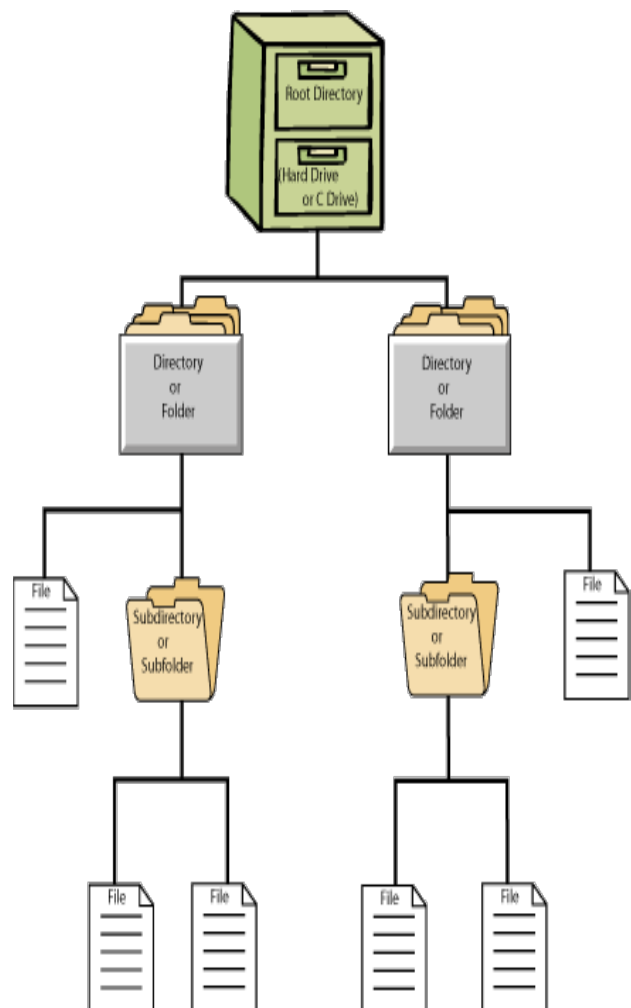 Root Directory
(Hard Drive
or C Drive)
Directory
or
Folder
Directory
or
Folder
File
Subdirectory
or
Subfolder
Subdirectory
or
Subfolder
File
File
File
File
File